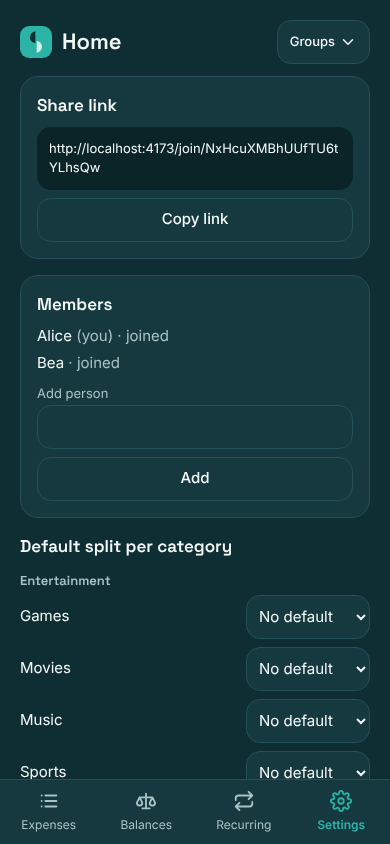 Home
Groups
Share link
http://localhost:4173/join/NxHcuXMBhUUfTU6t
YLhsQw
Copy link
Members
Alice (you) · joined
Bea · joined
Add person
Add
Default split per category
Entertainment
Games
No default
Movies
No default
Music
No default
Sports
No default
Expenses
Balances
Recurring
Settings